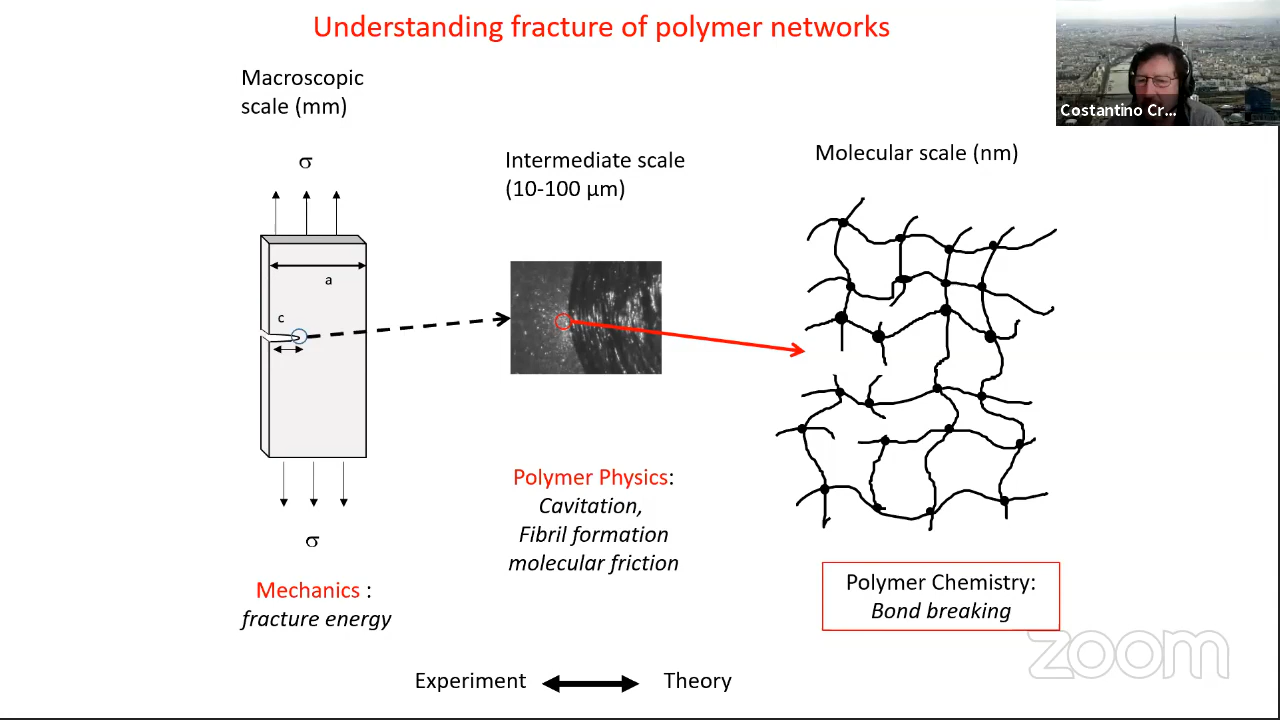 Understanding fracture of polymer networks
Macroscopic
scale (mm)
σ
a
c
σ
Mechanics :
fracture energy
Intermediate scale
(10-100 µm)
Polymer Physics:
Cavitation,
Fibril formation
molecular friction
Molecular scale (nm)
Polymer Chemistry:
Bond breaking
Experiment
Theory
Costantino Cr...
zoom